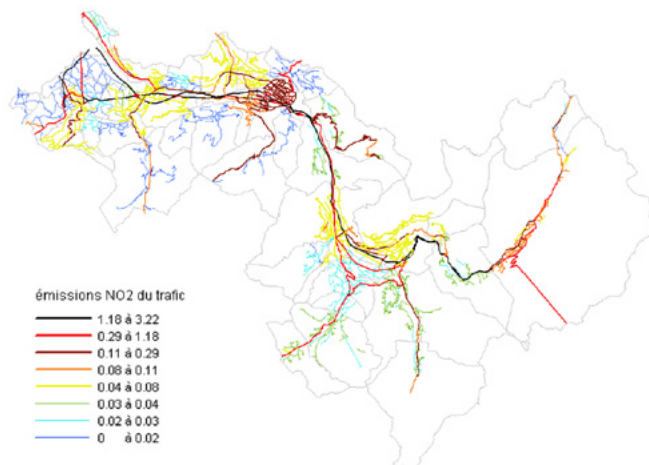 émissions NO2 du trafic
1.18 à 3.22
0.29 à 1.18
0.11 à 0.29
0.08 à 0.11
0.04 à 0.08
0.03 à 0.04
0.02 à 0.03
0 à 0.02